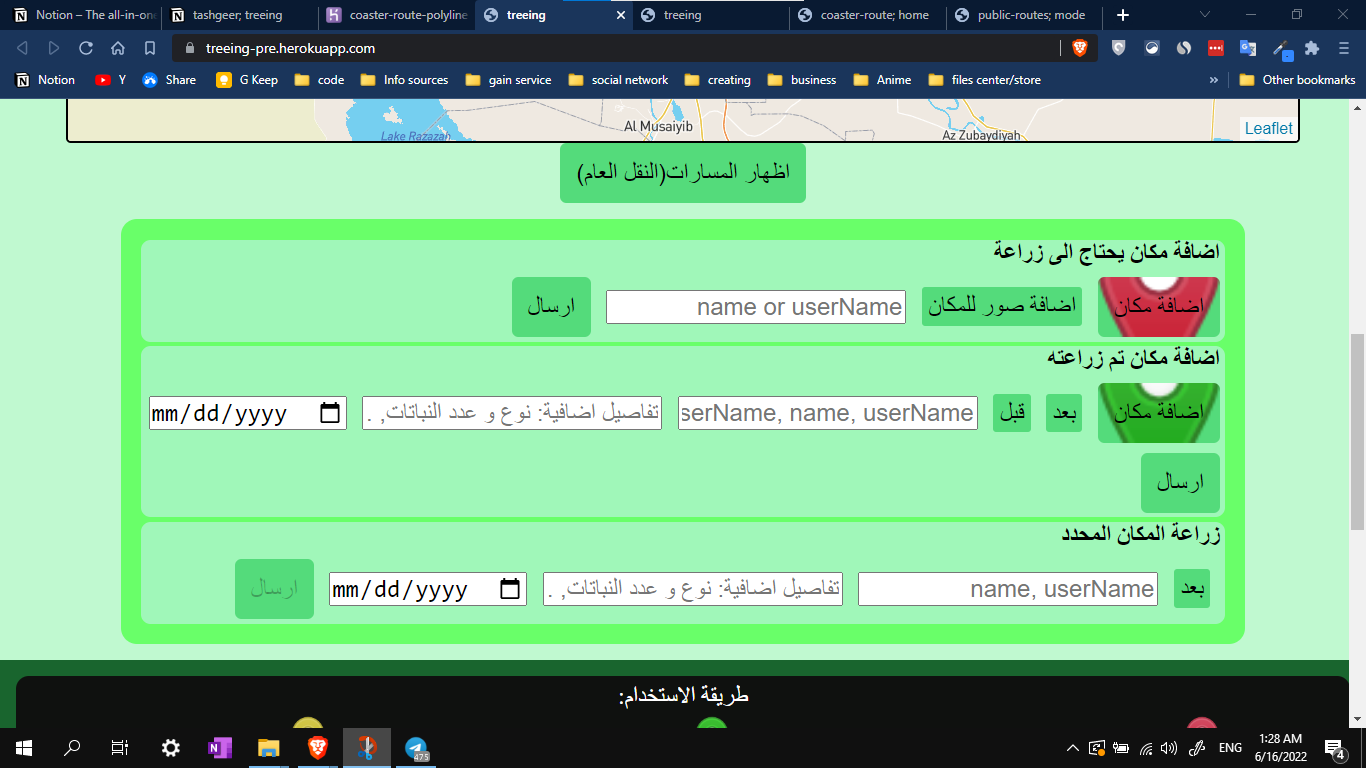 Notion – The all-in-one
tashgeer; treeing
coaster-route-polyline
treeing
treeing
coaster-route; home
public-routes; mode
treeing-pre.herokuapp.com
Notion
Y
Share
G Keep
code
Info sources
gain service
social network
creating
business
Anime
files center/store
»
Other bookmarks
Lake Razazah
Al Musaiyib
Az Zubaydiyah
Leaflet
اظهار المسارات(النقل العام)
اضافة مكان يحتاج الى زراعة
اضافة مكان
اضافة صور للمكان
name or userName
ارسال
اضافة مكان تم زراعته
اضافة مكان
بعد
قبل
serName, name, userName
تفاصيل اضافية: نوع و عدد النباتات, .
mm/dd/yyyy
ارسال
زراعة المكان المحدد
بعد
name, userName
تفاصيل اضافية: نوع و عدد النباتات, .
mm/dd/yyyy
ارسال
طريقة الاستخدام:
475
ENG
1:28 AM
6/16/2022
4